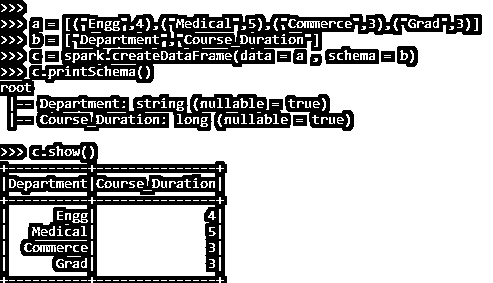 >>>
>>> a = [("Engg",4),("Medical",5),("Commerce",3),("Grad",3)]
>>> b = ["Department","Course_Duration"]
>>> c = spark.createDataFrame(data = a , schema = b)
>>> c.printSchema()
root
 |-- Department: string (nullable = true)
 |-- Course_Duration: long (nullable = true)
>>> c.show()
+----------+---------------+
|Department|Course_Duration|
+----------+---------------+
|      Engg|              4|
|   Medical|              5|
|  Commerce|              3|
|      Grad|              3|
+----------+---------------+